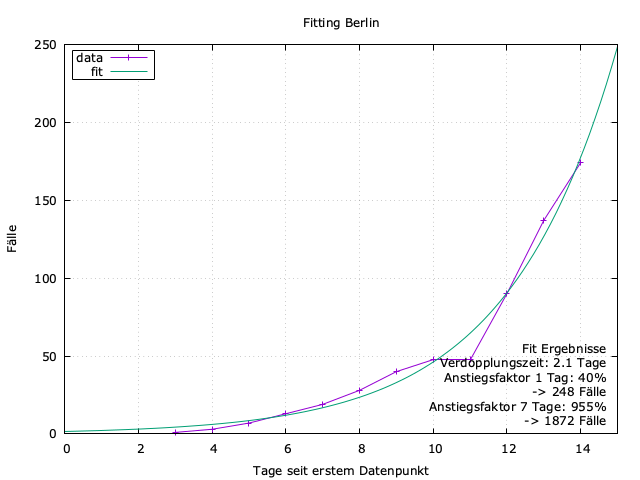 Fitting Berlin
250
200
150
100
50
0
Fälle
data
fit
Fit Ergebnisse
Verdopplungszeit: 2.1 Tage
Anstiegsfaktor 1 Tag: 40%
-> 248 Fälle
Anstiegsfaktor 7 Tage: 955%
-> 1872 Fälle
0 2 4 6 8 10 12 14
Tage seit erstem Datenpunkt